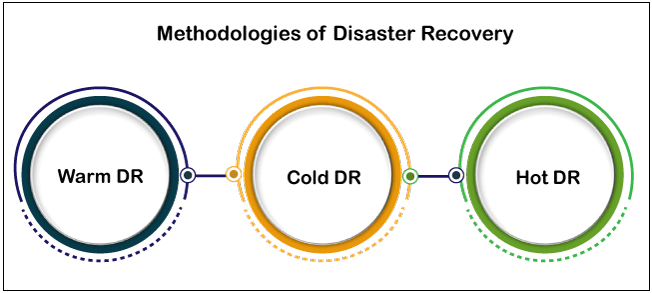 Methodologies of Disaster Recovery
Warm DR
Cold DR
Hot DR